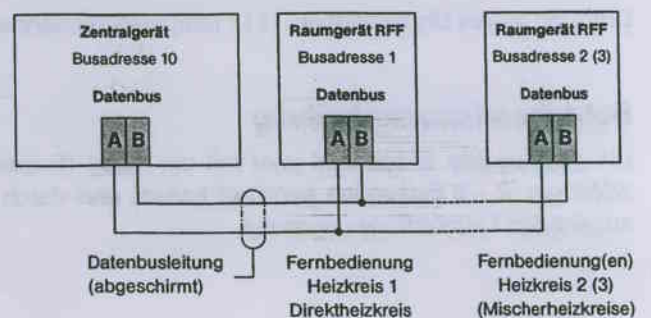 Zentralgerät
Busadresse 10
Datenbus
A B
Raumgerät RFF
Busadresse 1
Datenbus
A B
Raumgerät RFF
Busadresse 2 (3)
Datenbus
A B
Datenbusleitung
(abgeschirmt)
Fernbedienung
Heizkreis 1
Direktheizkreis
Fernbedienung(en)
Heizkreis 2 (3)
(Mischerheizkreise)